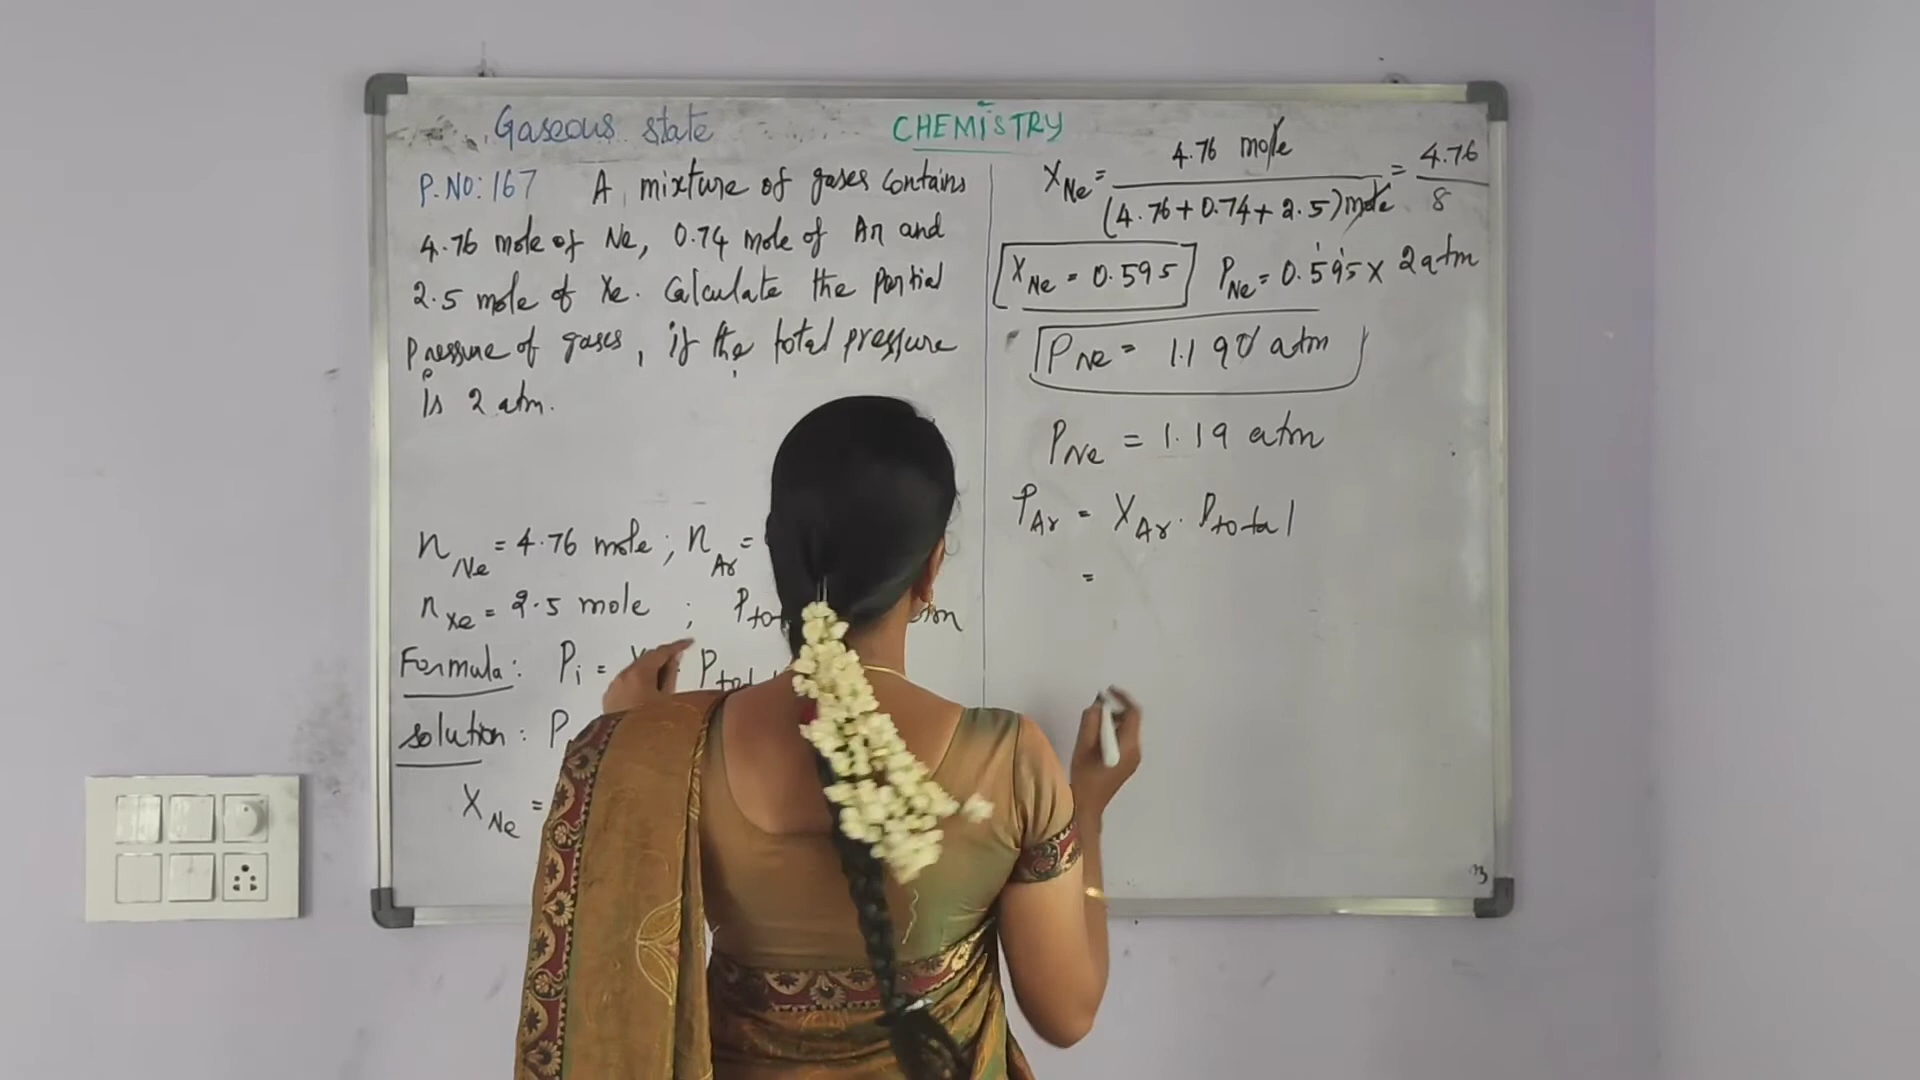 Gaseous state
CHEMISTRY
P.NO:167 A mixture of gases contains
4.76 mole of Ne, 0.74 mole of Ar and
2.5 mole of Xe. Calculate the partial
Pressure of gases, if the total pressure
is 2 atm.
n Ne = 4.76 mole ; n Ar =
n Xe = 2.5 mole ;
Formula: Pi =
Solution: P
X Ne =
X Ne = 4.76 mole / (4.76 + 0.74 + 2.5) mole = 4.76 / 8
X Ne = 0.595 P Ne = 0.595 x 2 atm
P Ne = 1.190 atm
P Ne = 1.19 atm
P Ar = X Ar . P total
=